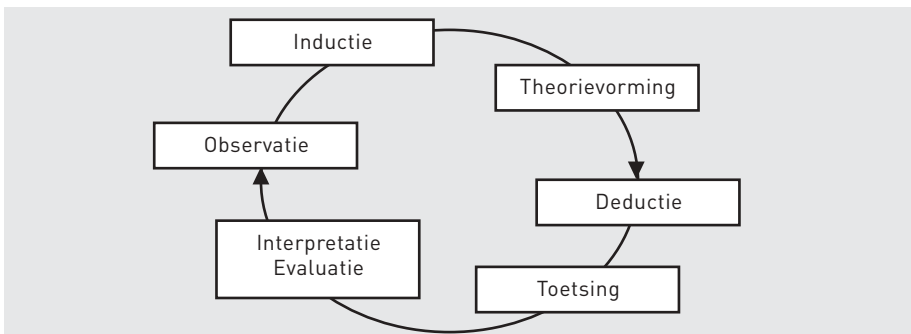 Inductie
Theorievorming
Observatie
Deductie
Interpretatie
Evaluatie
Toetsing